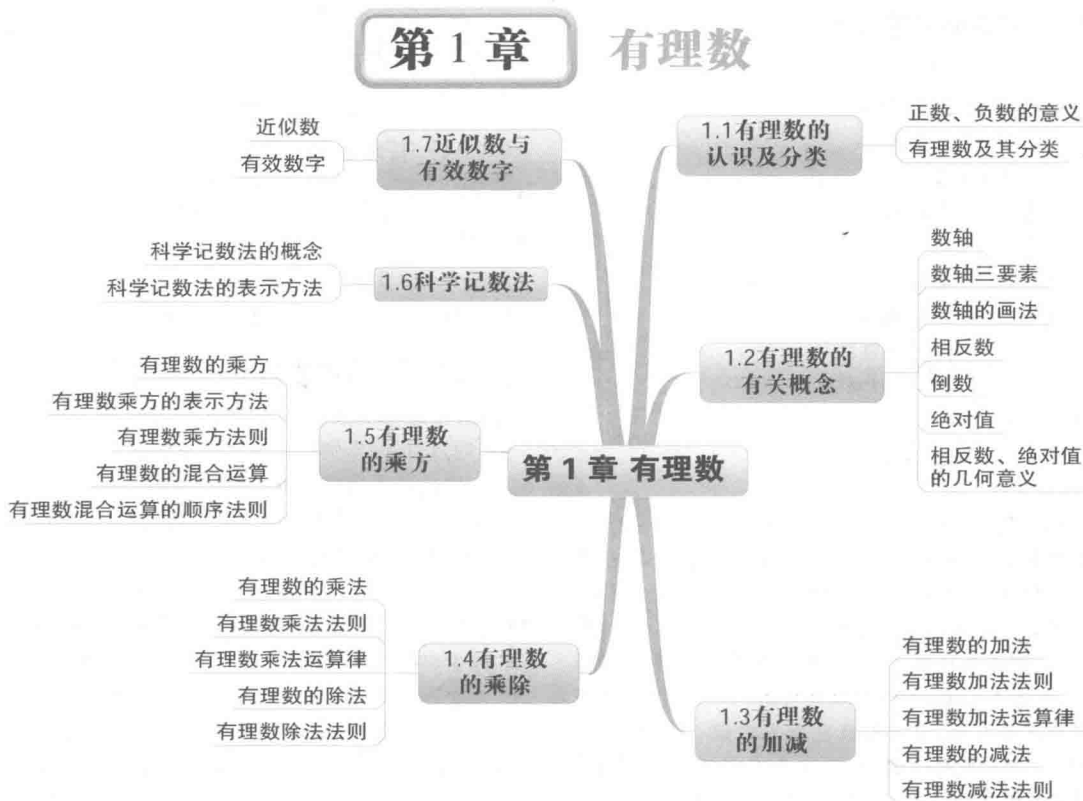 第1章 有理数
1.1有理数的
认识及分类
正数、负数的意义
有理数及其分类
1.2有理数的
有关概念
数轴
数轴三要素
数轴的画法
相反数
倒数
绝对值
相反数、绝对值
的几何意义
第 1 章 有理数
1.3有理数
的加减
有理数的加法
有理数加法法则
有理数加法运算律
有理数的减法
有理数减法法则
1.4有理数
的乘除
有理数的乘法
有理数乘法法则
有理数乘法运算律
有理数的除法
有理数除法法则
1.5有理数
的乘方
有理数的乘方
有理数乘方的表示方法
有理数乘方法则
有理数的混合运算
有理数混合运算的顺序法则
1.6科学记数法
科学记数法的概念
科学记数法的表示方法
1.7近似数与
有效数字
近似数
有效数字